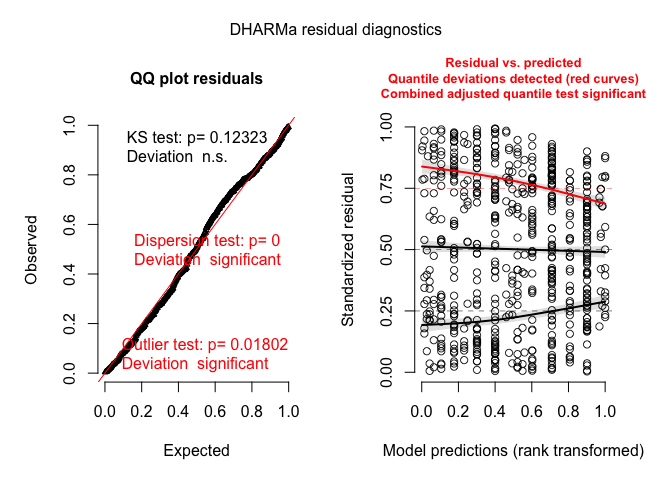 DHARMa residual diagnostics
QQ plot residuals
KS test: p= 0.12323
Deviation n.s.
Dispersion test: p= 0
Deviation significant
Outlier test: p= 0.01802
Deviation significant
Observed
0.0 0.2 0.4 0.6 0.8 1.0
0.0 0.2 0.4 0.6 0.8 1.0
Expected
Residual vs. predicted
Quantile deviations detected (red curves)
Combined adjusted quantile test significant
Standardized residual
0.00 0.25 0.50 0.75 1.00
0.0 0.2 0.4 0.6 0.8 1.0
Model predictions (rank transformed)